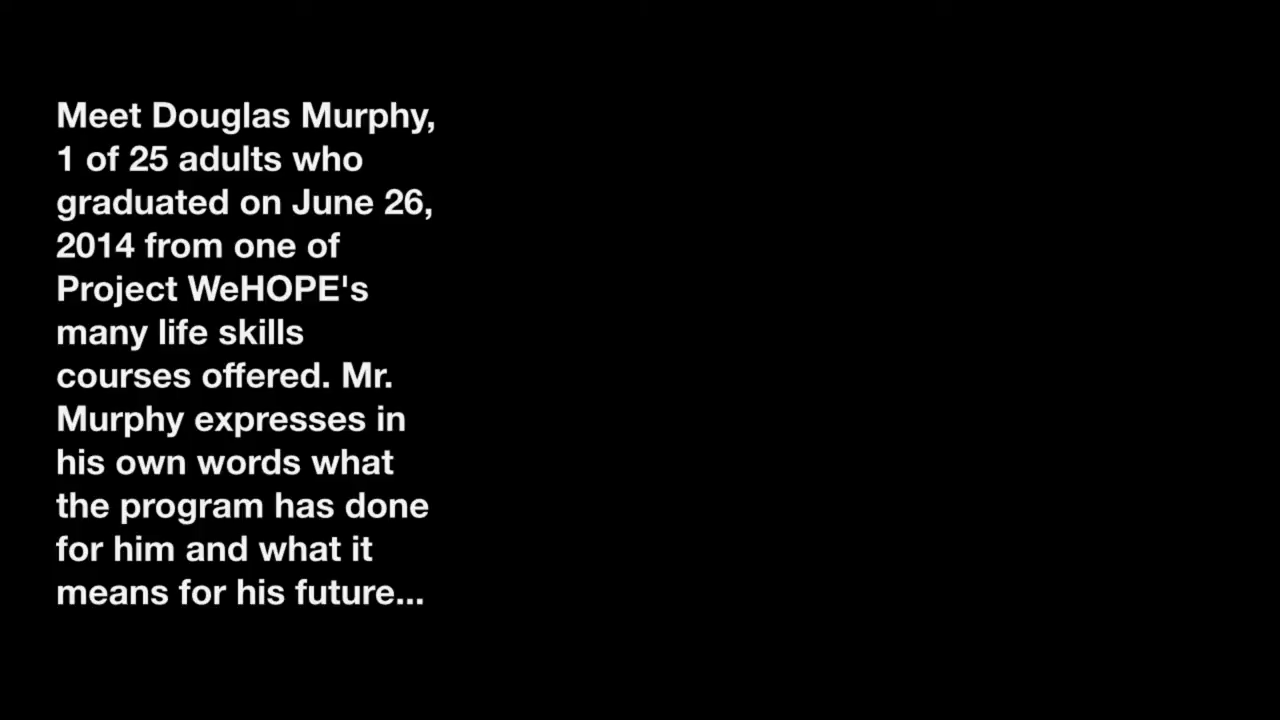 Meet Douglas Murphy,
1 of 25 adults who
graduated on June 26,
2014 from one of
Project WeHOPE's
many life skills
courses offered. Mr.
Murphy expresses in
his own words what
the program has done
for him and what it
means for his future...